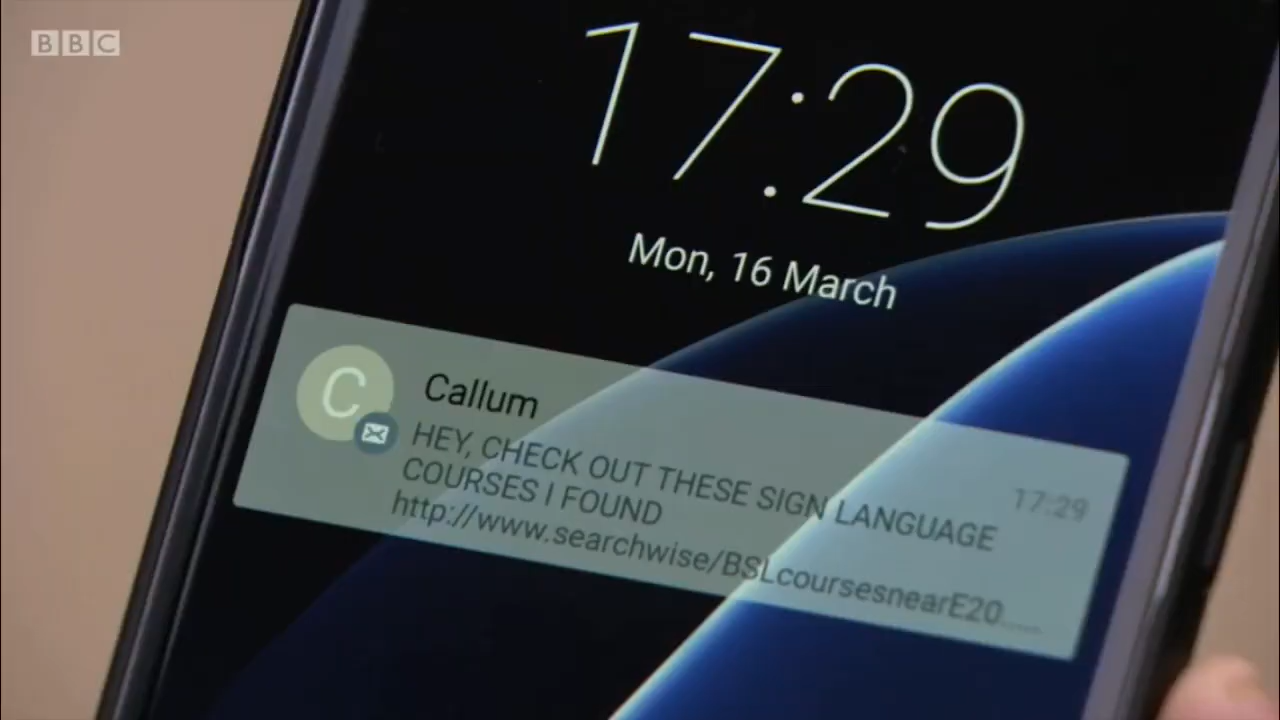 BBC
17:29
Mon, 16 March
C
Callum
HEY, CHECK OUT THESE SIGN LANGUAGE
COURSES I FOUND
17:29
http://www.searchwise/BSLcoursesnearE20.....